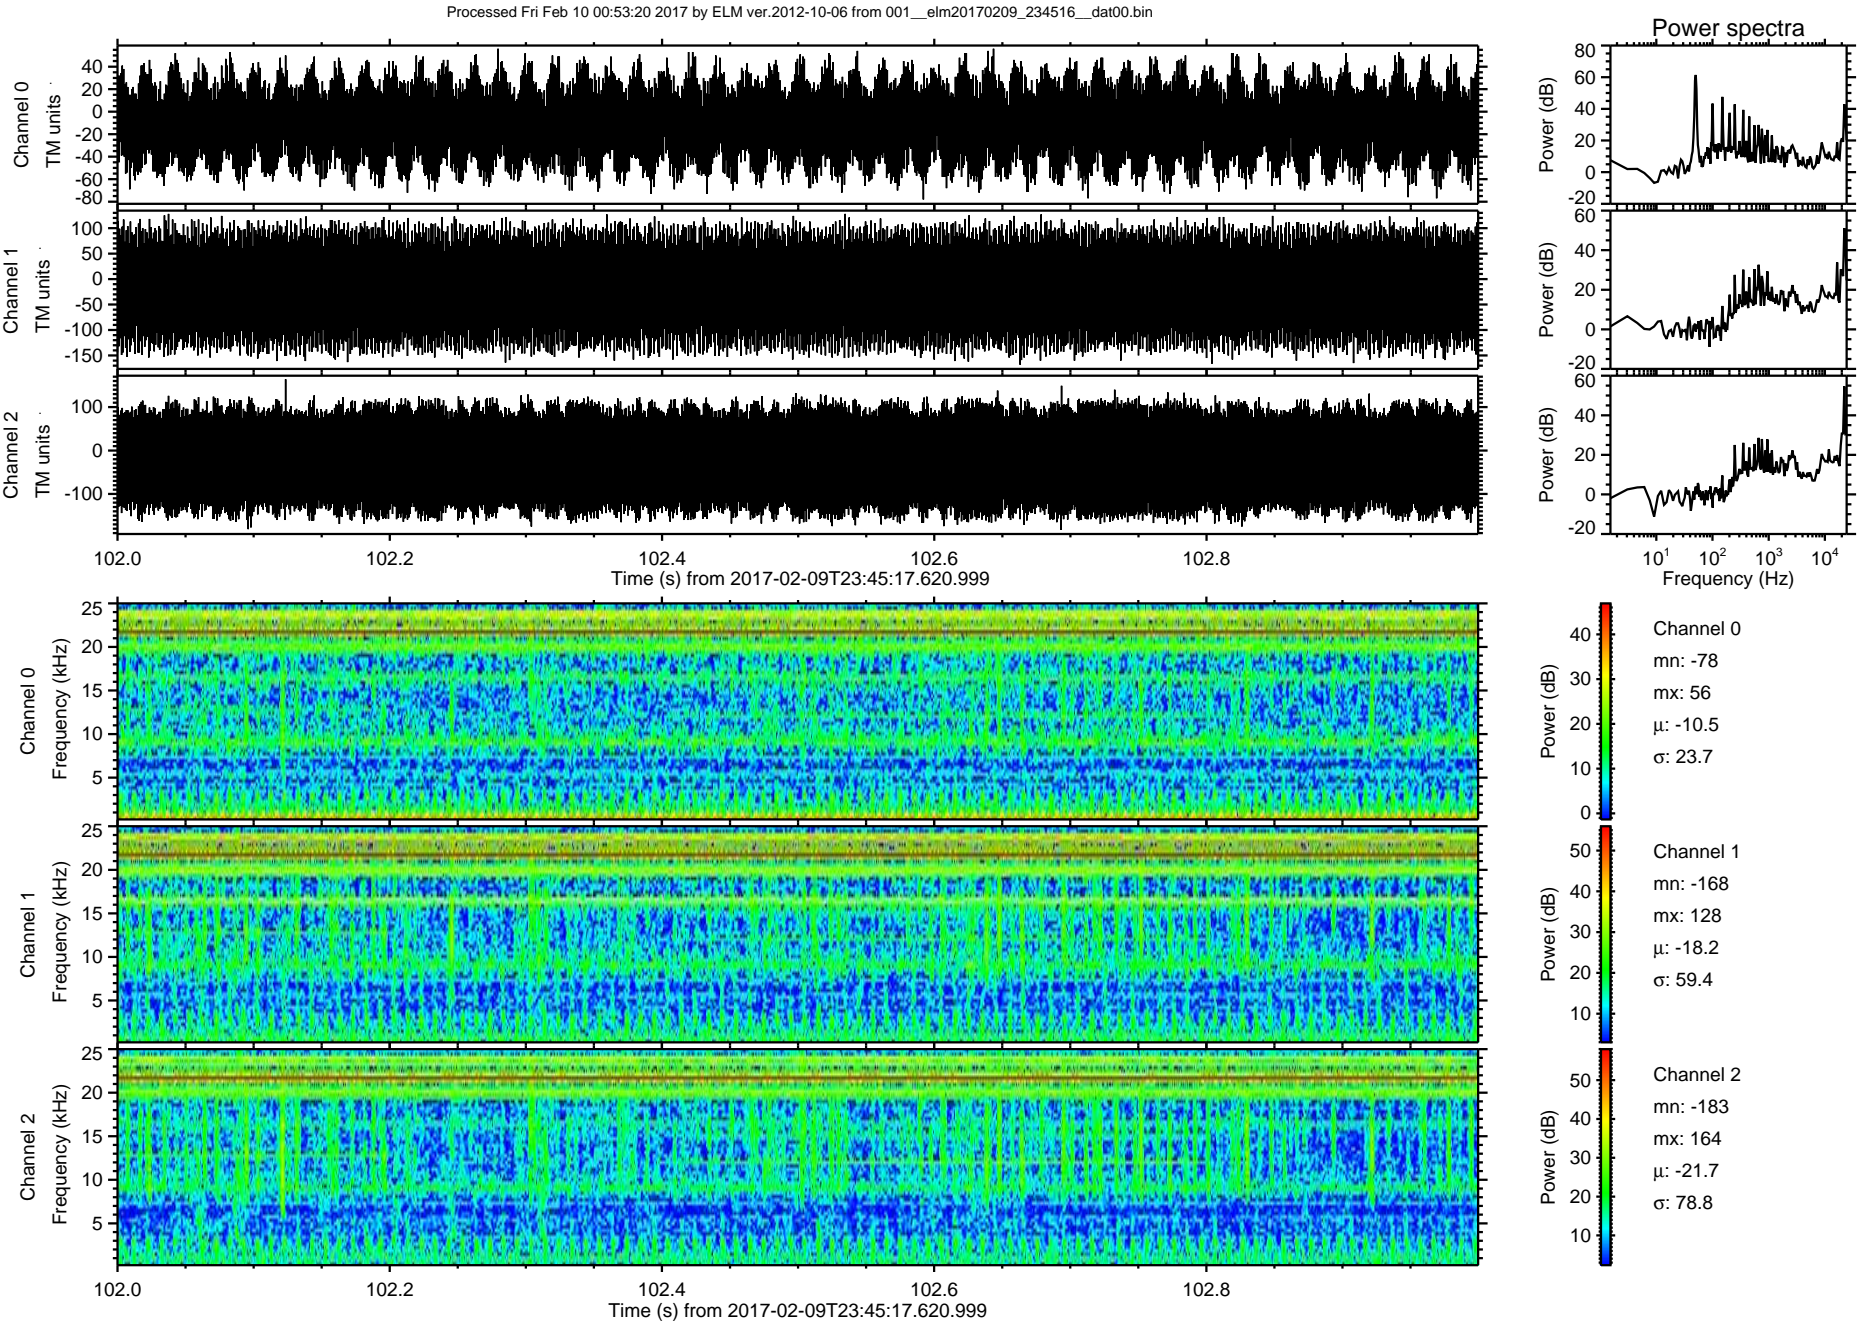 Processed Fri Feb 10 00:53:20 2017 by ELM ver.2012-10-06 from 001__elm20170209_234516__dat00.bin
Power spectra
Channel 0
TM units
40
20
0
-20
-40
-60
-80
Power (dB)
80
60
40
20
0
-20
Channel 1
TM units
100
50
0
-50
-100
-150
Power (dB)
60
40
20
0
-20
Channel 2
TM units
100
0
-100
Power (dB)
60
40
20
0
-20
102.0 102.2 102.4 102.6 102.8
Time (s) from 2017-02-09T23:45:17.620.999
10^1 10^2 10^3 10^4
Frequency (Hz)
Channel 0
Frequency (kHz)
25
20
15
10
5
Power (dB)
40
30
20
10
0
Channel 0
mn: -78
mx: 56
μ: -10.5
σ: 23.7
Channel 1
Frequency (kHz)
25
20
15
10
5
Power (dB)
50
40
30
20
10
Channel 1
mn: -168
mx: 128
μ: -18.2
σ: 59.4
Channel 2
Frequency (kHz)
25
20
15
10
5
Power (dB)
50
40
30
20
10
Channel 2
mn: -183
mx: 164
μ: -21.7
σ: 78.8
102.0 102.2 102.4 102.6 102.8
Time (s) from 2017-02-09T23:45:17.620.999